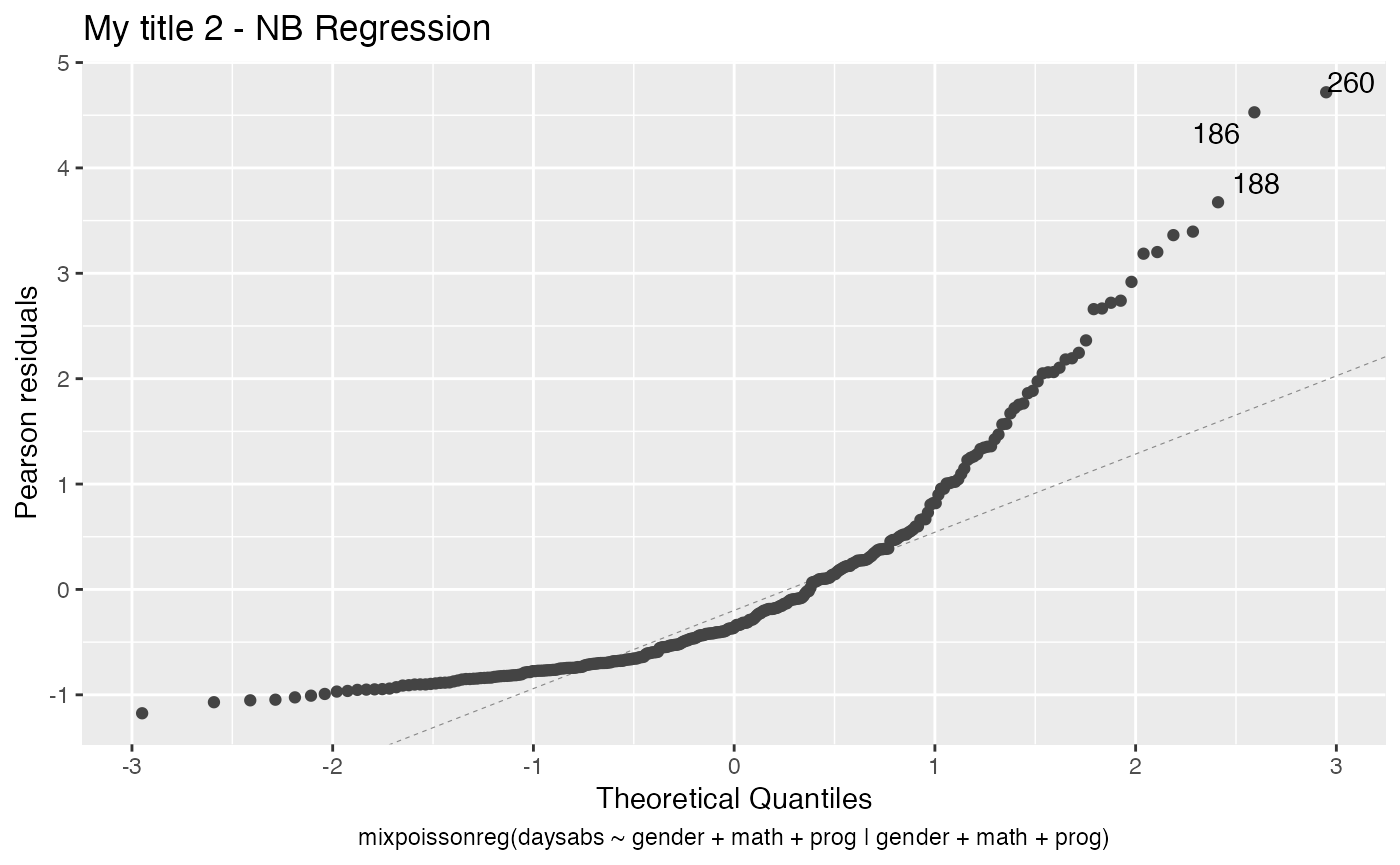 My title 2 - NB Regression
5
4
3
2
1
0
-1
Pearson residuals
260
186
188
-3 -2 -1 0 1 2 3
Theoretical Quantiles
mixpoissonreg(daysabs ~ gender + math + prog | gender + math + prog)